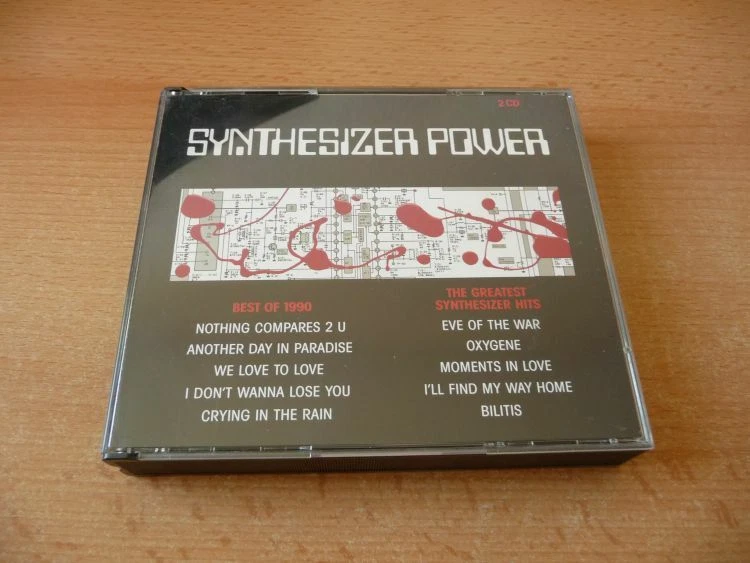 2 CD
SYNTHESIZER POWER
BEST OF 1990
NOTHING COMPARES 2 U
ANOTHER DAY IN PARADISE
WE LOVE TO LOVE
I DON'T WANNA LOSE YOU
CRYING IN THE RAIN
THE GREATEST
SYNTHESIZER HITS
EVE OF THE WAR
OXYGENE
MOMENTS IN LOVE
I'LL FIND MY WAY HOME
BILITIS